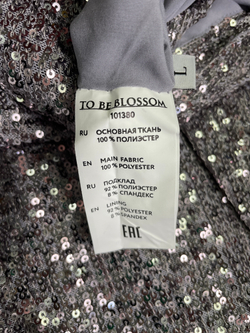 L
TO BE BLOSSOM
101380
RU ОСНОВНАЯ ТКАНЬ
100% ПОЛИЭСТЕР
EN MAIN FABRIC
100% POLYESTER
RU ПОДКЛАД
92% ПОЛИЭСТЕР
8% СПАНДЕКС
EN LINING
92% POLYESTER
8% SPANDEX
EAC